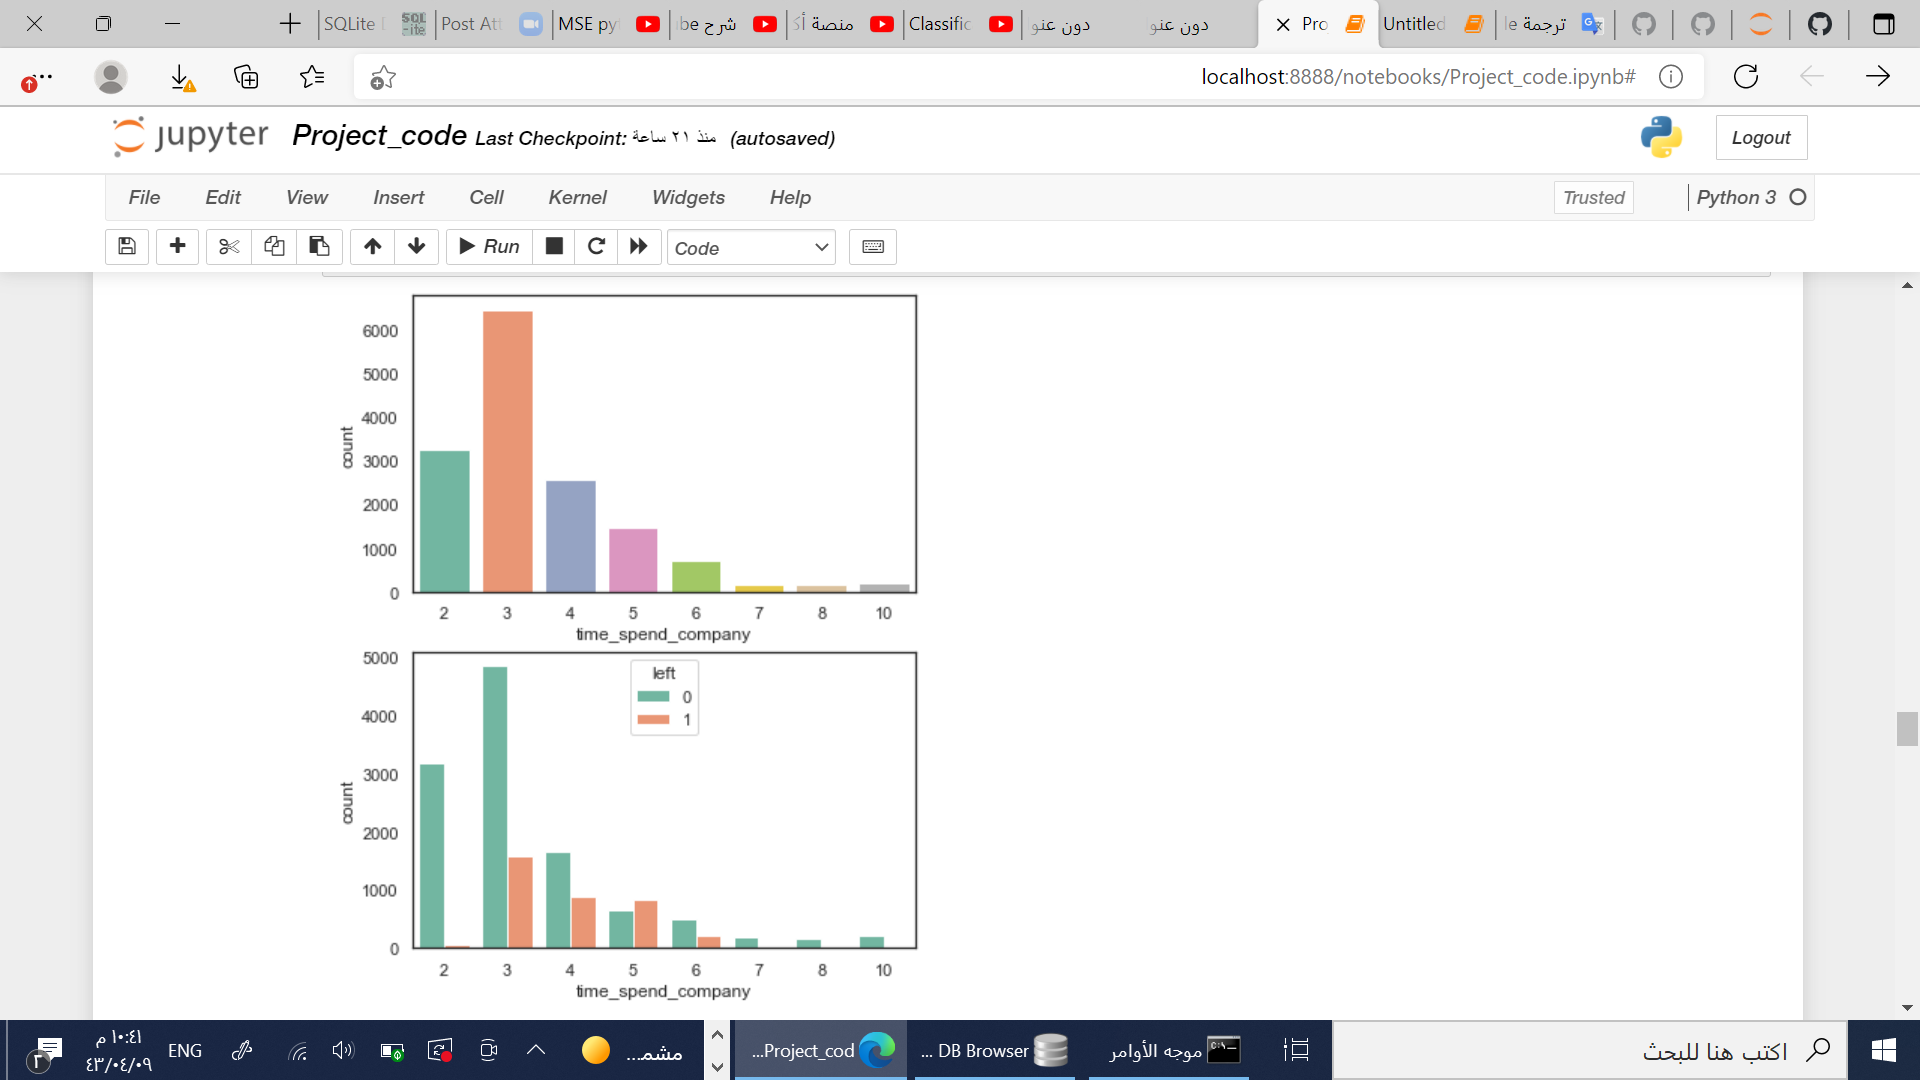 SQLite
Post Att
MSE py
شرح be
منصة أك
Classific
دون عنو
دون عنو
Pro
Untitled
ترجمة le
localhost:8888/notebooks/Project_code.ipynb#
jupyter Project_code Last Checkpoint: منذ ٢١ ساعة (autosaved)
Logout
File Edit View Insert Cell Kernel Widgets Help
Trusted Python 3
Run Code
6000
5000
4000
3000
2000
1000
0
count
2 3 4 5 6 7 8 10
time_spend_company
5000
4000
3000
2000
1000
0
count
left
0
1
2 3 4 5 6 7 8 10
time_spend_company
٣
١٠:٤١ م
٤٣/٠٤/٠٩
ENG
مشمـ...
...Project_cod
... DB Browser
موجه الأوامر
اكتب هنا للبحث